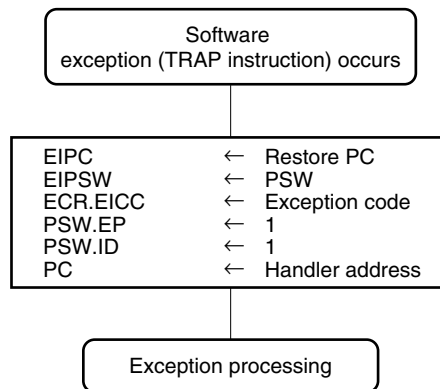 Software
exception (TRAP instruction) occurs
EIPC ← Restore PC
EIPSW ← PSW
ECR.EICC ← Exception code
PSW.EP ← 1
PSW.ID ← 1
PC ← Handler address
Exception processing